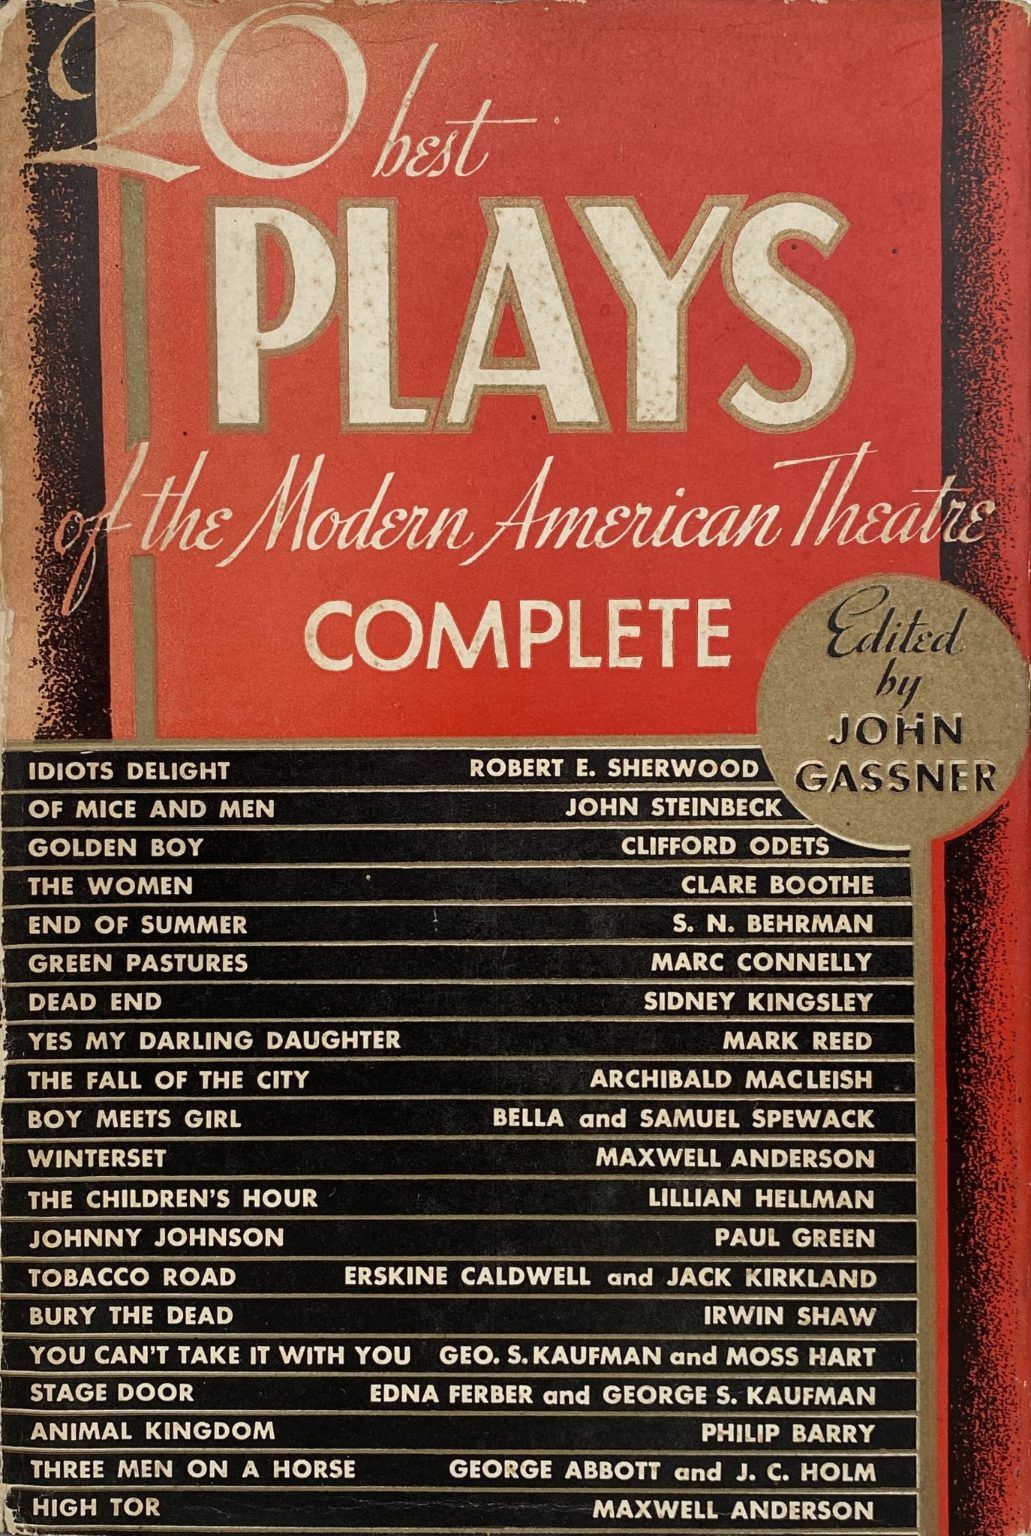 20 best
PLAYS
of the Modern American Theatre
COMPLETE
Edited
by
JOHN
GASSNER
IDIOTS DELIGHT ROBERT E. SHERWOOD
OF MICE AND MEN JOHN STEINBECK
GOLDEN BOY CLIFFORD ODETS
THE WOMEN CLARE BOOTHE
END OF SUMMER S. N. BEHRMAN
GREEN PASTURES MARC CONNELLY
DEAD END SIDNEY KINGSLEY
YES MY DARLING DAUGHTER MARK REED
THE FALL OF THE CITY ARCHIBALD MACLEISH
BOY MEETS GIRL BELLA and SAMUEL SPEWACK
WINTERSET MAXWELL ANDERSON
THE CHILDREN'S HOUR LILLIAN HELLMAN
JOHNNY JOHNSON PAUL GREEN
TOBACCO ROAD ERSKINE CALDWELL and JACK KIRKLAND
BURY THE DEAD IRWIN SHAW
YOU CAN'T TAKE IT WITH YOU GEO. S. KAUFMAN and MOSS HART
STAGE DOOR EDNA FERBER and GEORGE S. KAUFMAN
ANIMAL KINGDOM PHILIP BARRY
THREE MEN ON A HORSE GEORGE ABBOTT and J. C. HOLM
HIGH TOR MAXWELL ANDERSON